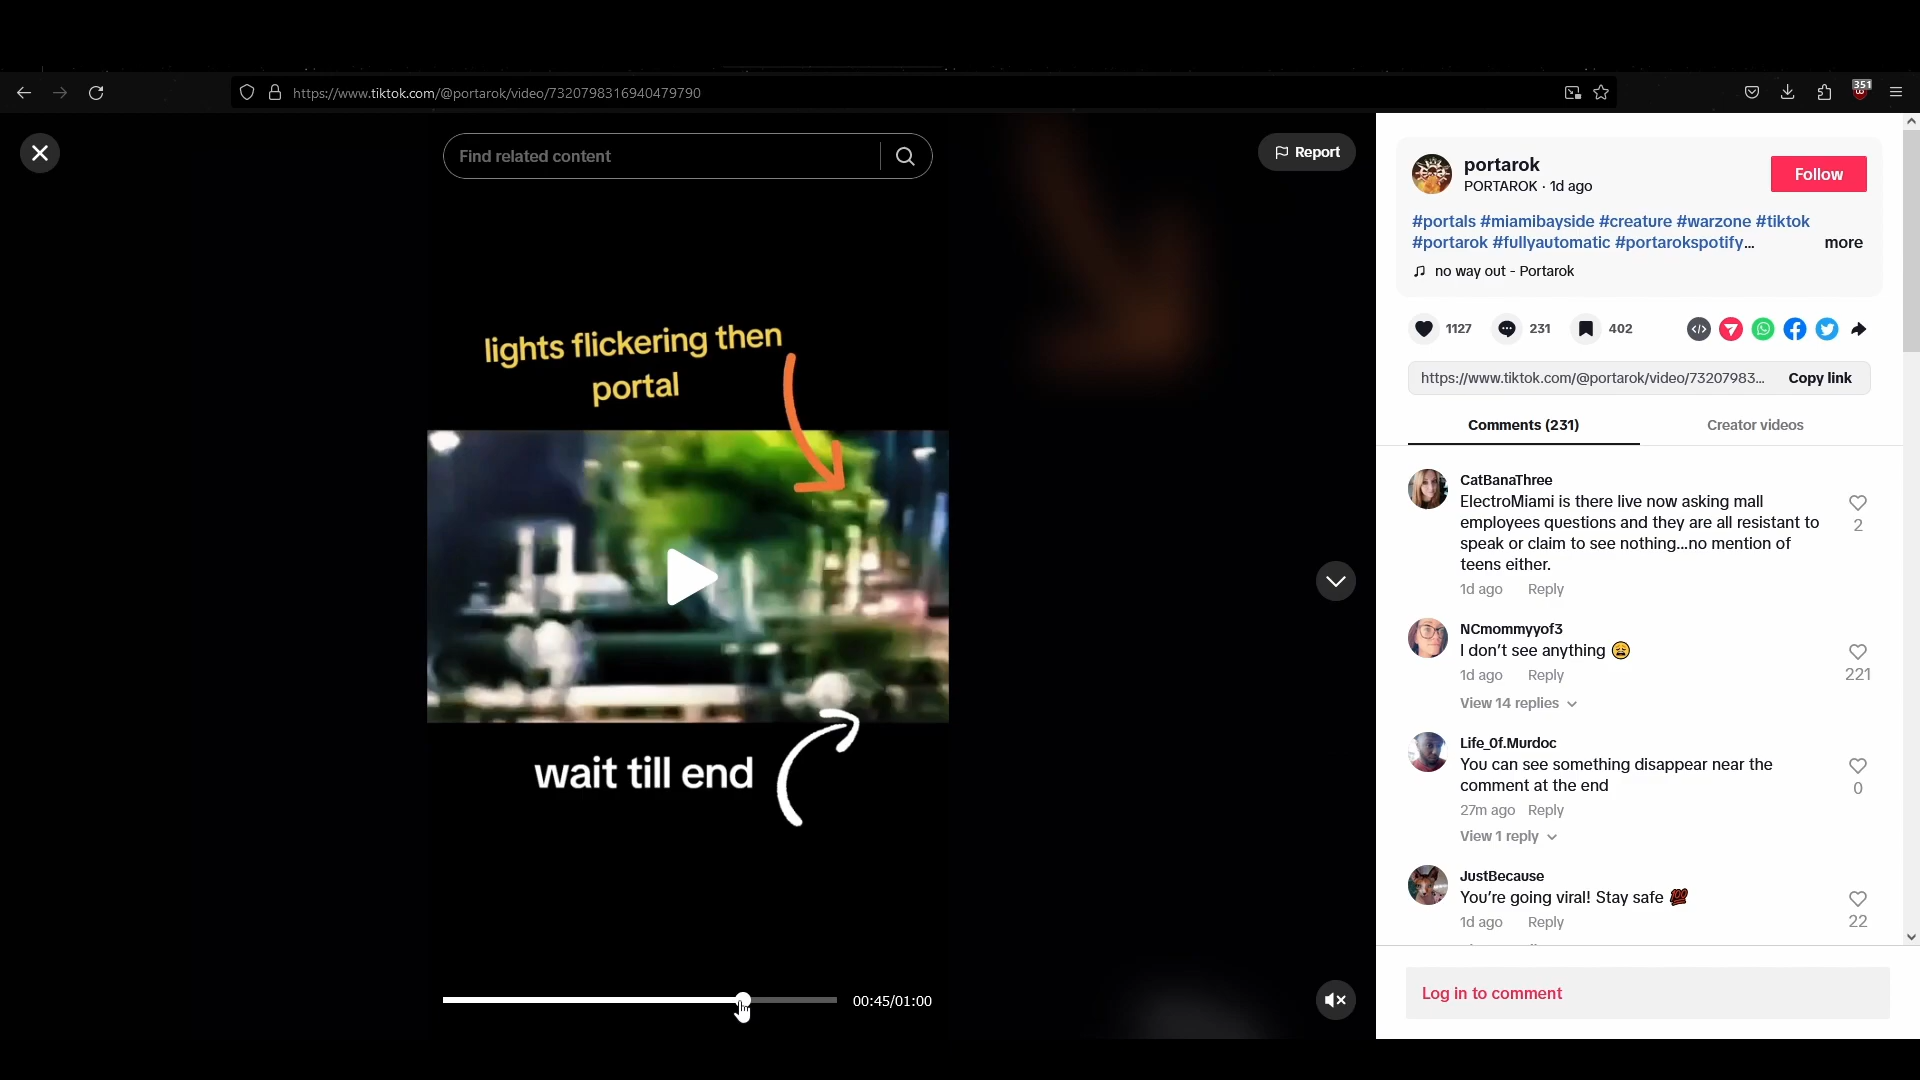 https://www.tiktok.com/@portarok/video/7320798316940479790
351
Find related content
Report
lights flickering then
portal
wait till end
00:45/01:00
portarok
PORTAROK · 1d ago
Follow
#portals #miamibayside #creature #warzone #tiktok
#portarok #fullyautomatic #portarokspotify...
more
no way out - Portarok
1127
231
402
https://www.tiktok.com/@portarok/video/73207983...
Copy link
Comments (231)
Creator videos
CatBanaThree
ElectroMiami is there live now asking mall
employees questions and they are all resistant to
speak or claim to see nothing...no mention of
teens either.
2
1d ago
Reply
NCmommyyof3
I don't see anything 😩
221
1d ago
Reply
View 14 replies
Life_0f.Murdoc
You can see something disappear near the
comment at the end
0
27m ago
Reply
View 1 reply
JustBecause
You're going viral! Stay safe 💯
22
1d ago
Reply
Log in to comment